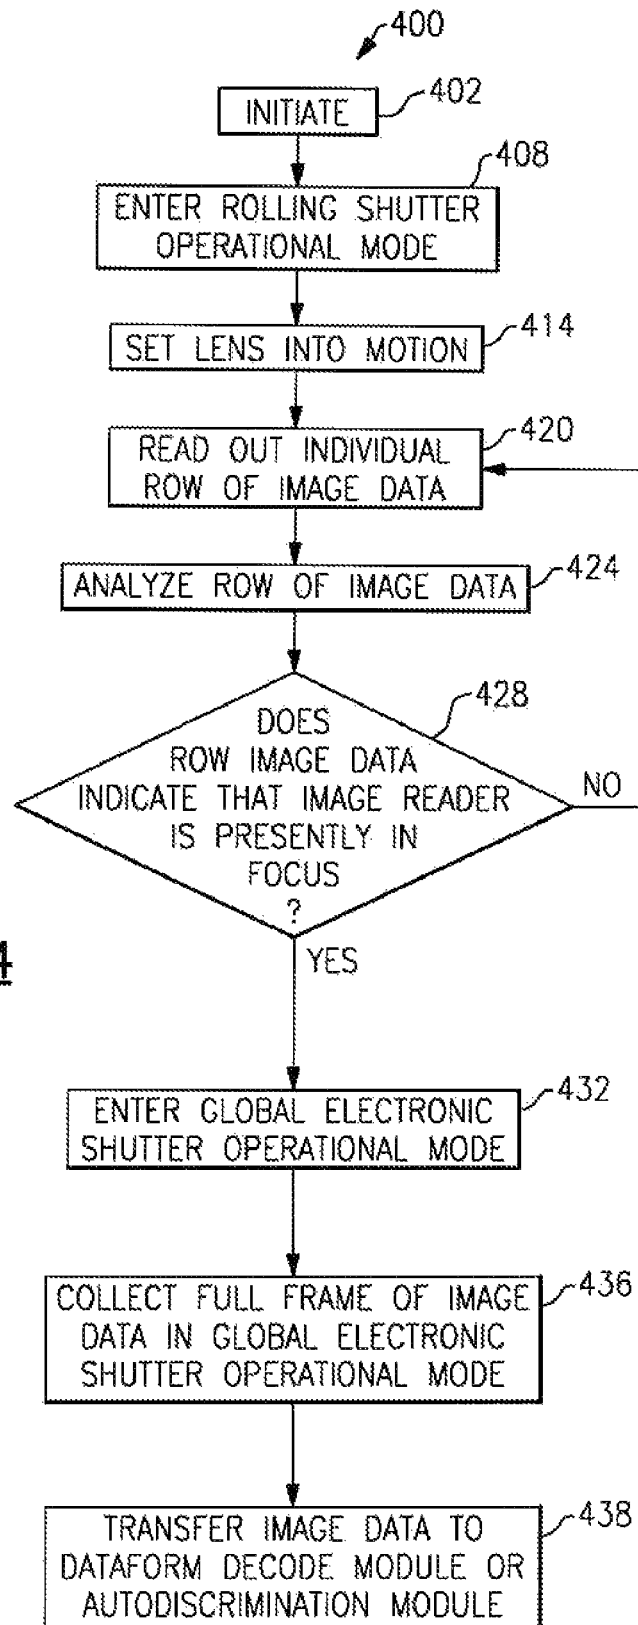 400
INITIATE
402
408
ENTER ROLLING SHUTTER
OPERATIONAL MODE
SET LENS INTO MOTION
414
READ OUT INDIVIDUAL
ROW OF IMAGE DATA
420
ANALYZE ROW OF IMAGE DATA
424
428
DOES
ROW IMAGE DATA
INDICATE THAT IMAGE READER
IS PRESENTLY IN
FOCUS
?
NO
YES
4
ENTER GLOBAL ELECTRONIC
SHUTTER OPERATIONAL MODE
432
COLLECT FULL FRAME OF IMAGE
DATA IN GLOBAL ELECTRONIC
SHUTTER OPERATIONAL MODE
436
TRANSFER IMAGE DATA TO
DATAFORM DECODE MODULE OR
AUTODISCRIMINATION MODULE
438